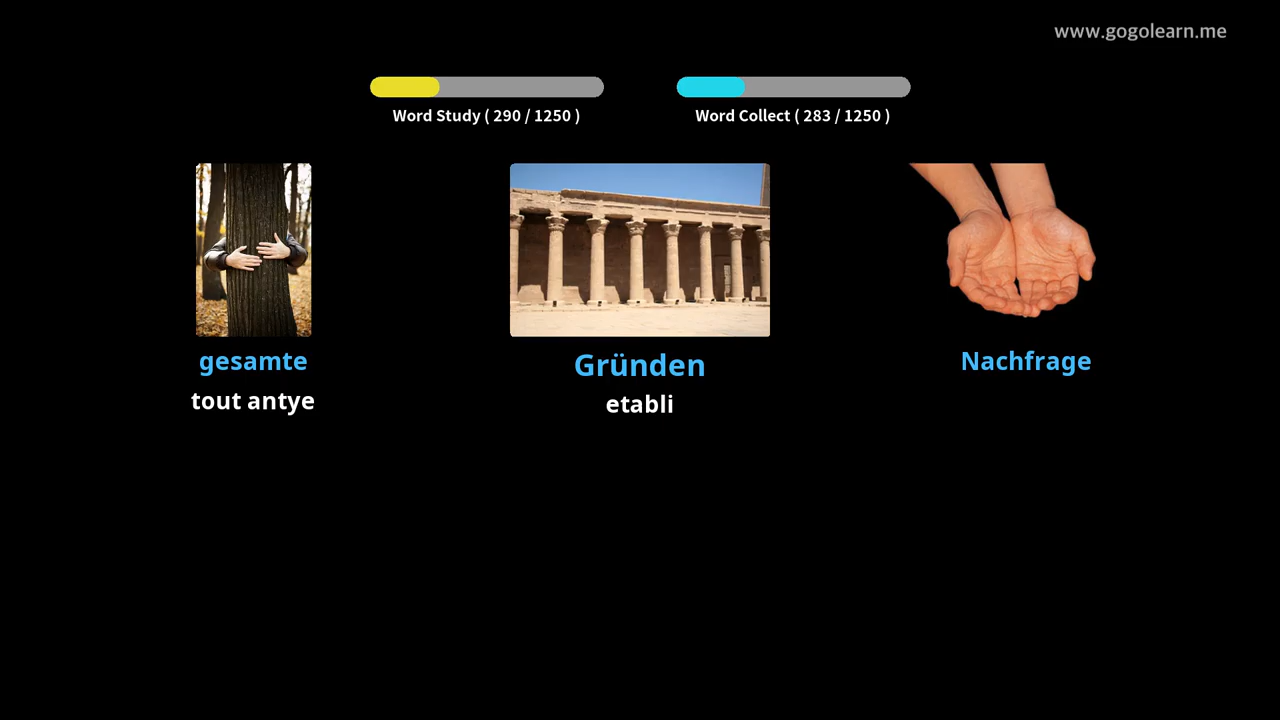 www.gogolearn.me
Word Study ( 290 / 1250 )
Word Collect ( 283 / 1250 )
gesamte
tout antye
Gründen
etabli
Nachfrage